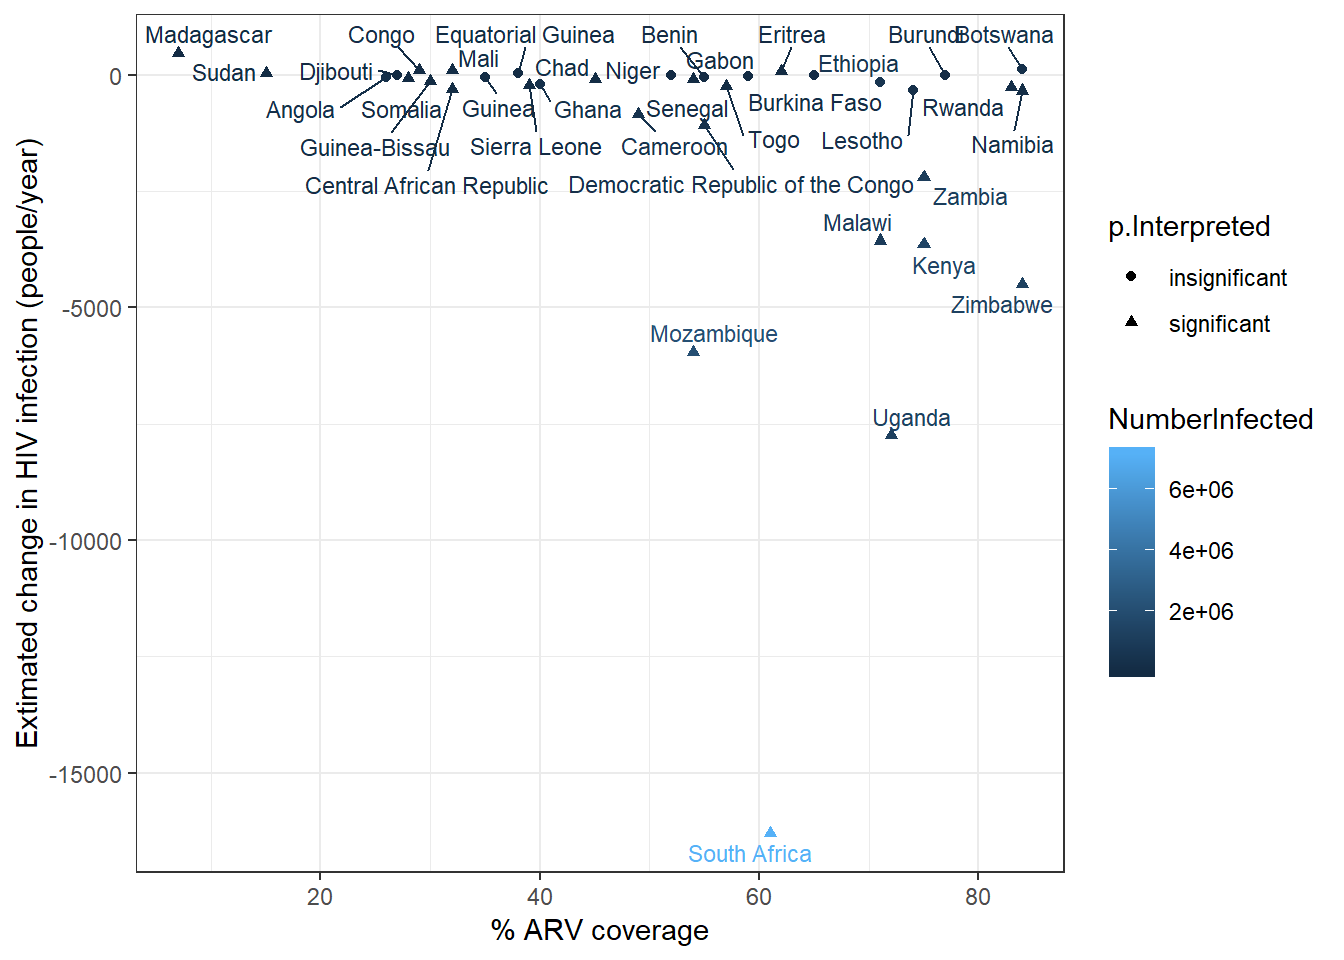 Madagascar
Congo
Equatorial Guinea
Benin
Eritrea
Burundi
Botswana
Sudan
Djibouti
Mali
Chad
Niger
Gabon
Ethiopia
Angola
Somalia
Guinea
Ghana
Senegal
Burkina Faso
Rwanda
Guinea-Bissau
Sierra Leone
Cameroon
Togo
Lesotho
Namibia
Central African Republic
Democratic Republic of the Congo
Zambia
Malawi
Kenya
Zimbabwe
Mozambique
Uganda
South Africa
0
-5000
-10000
-15000
Extimated change in HIV infection (people/year)
20
40
60
80
% ARV coverage
p.Interpreted
insignificant
significant
NumberInfected
6e+06
4e+06
2e+06